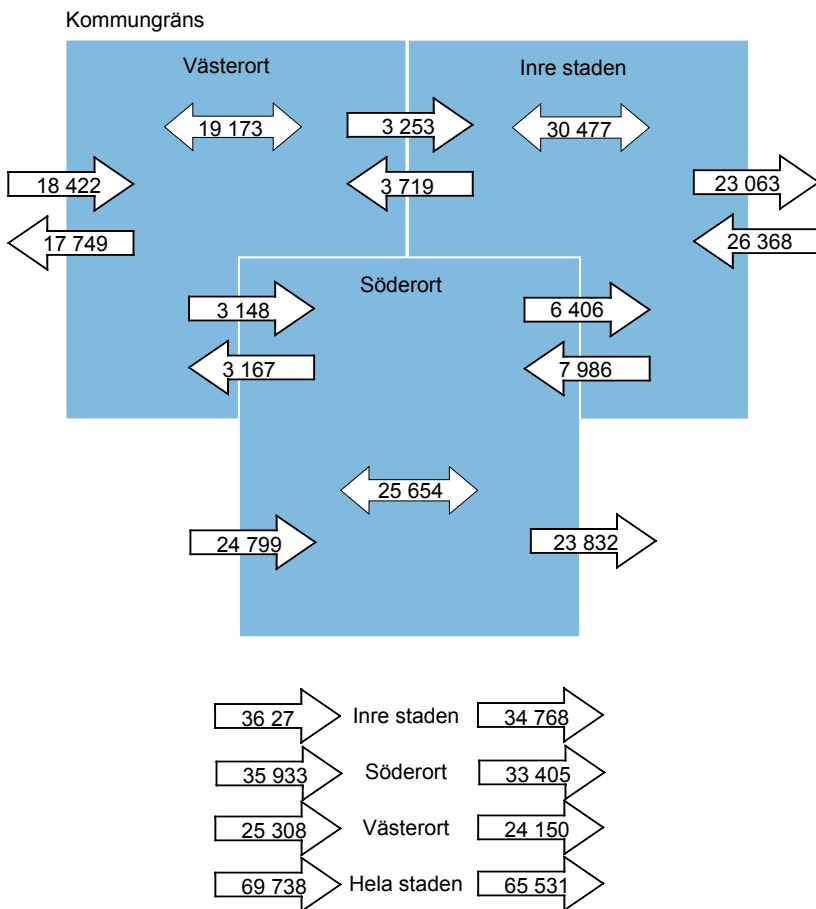 Kommungräns
Västerort
Inre staden
19 173
3 253
30 477
18 422
3 719
23 063
17 749
26 368
Söderort
3 148
6 406
3 167
7 986
25 654
24 799
23 832
36 27 Inre staden 34 768
35 933 Söderort 33 405
25 308 Västerort 24 150
69 738 Hela staden 65 531